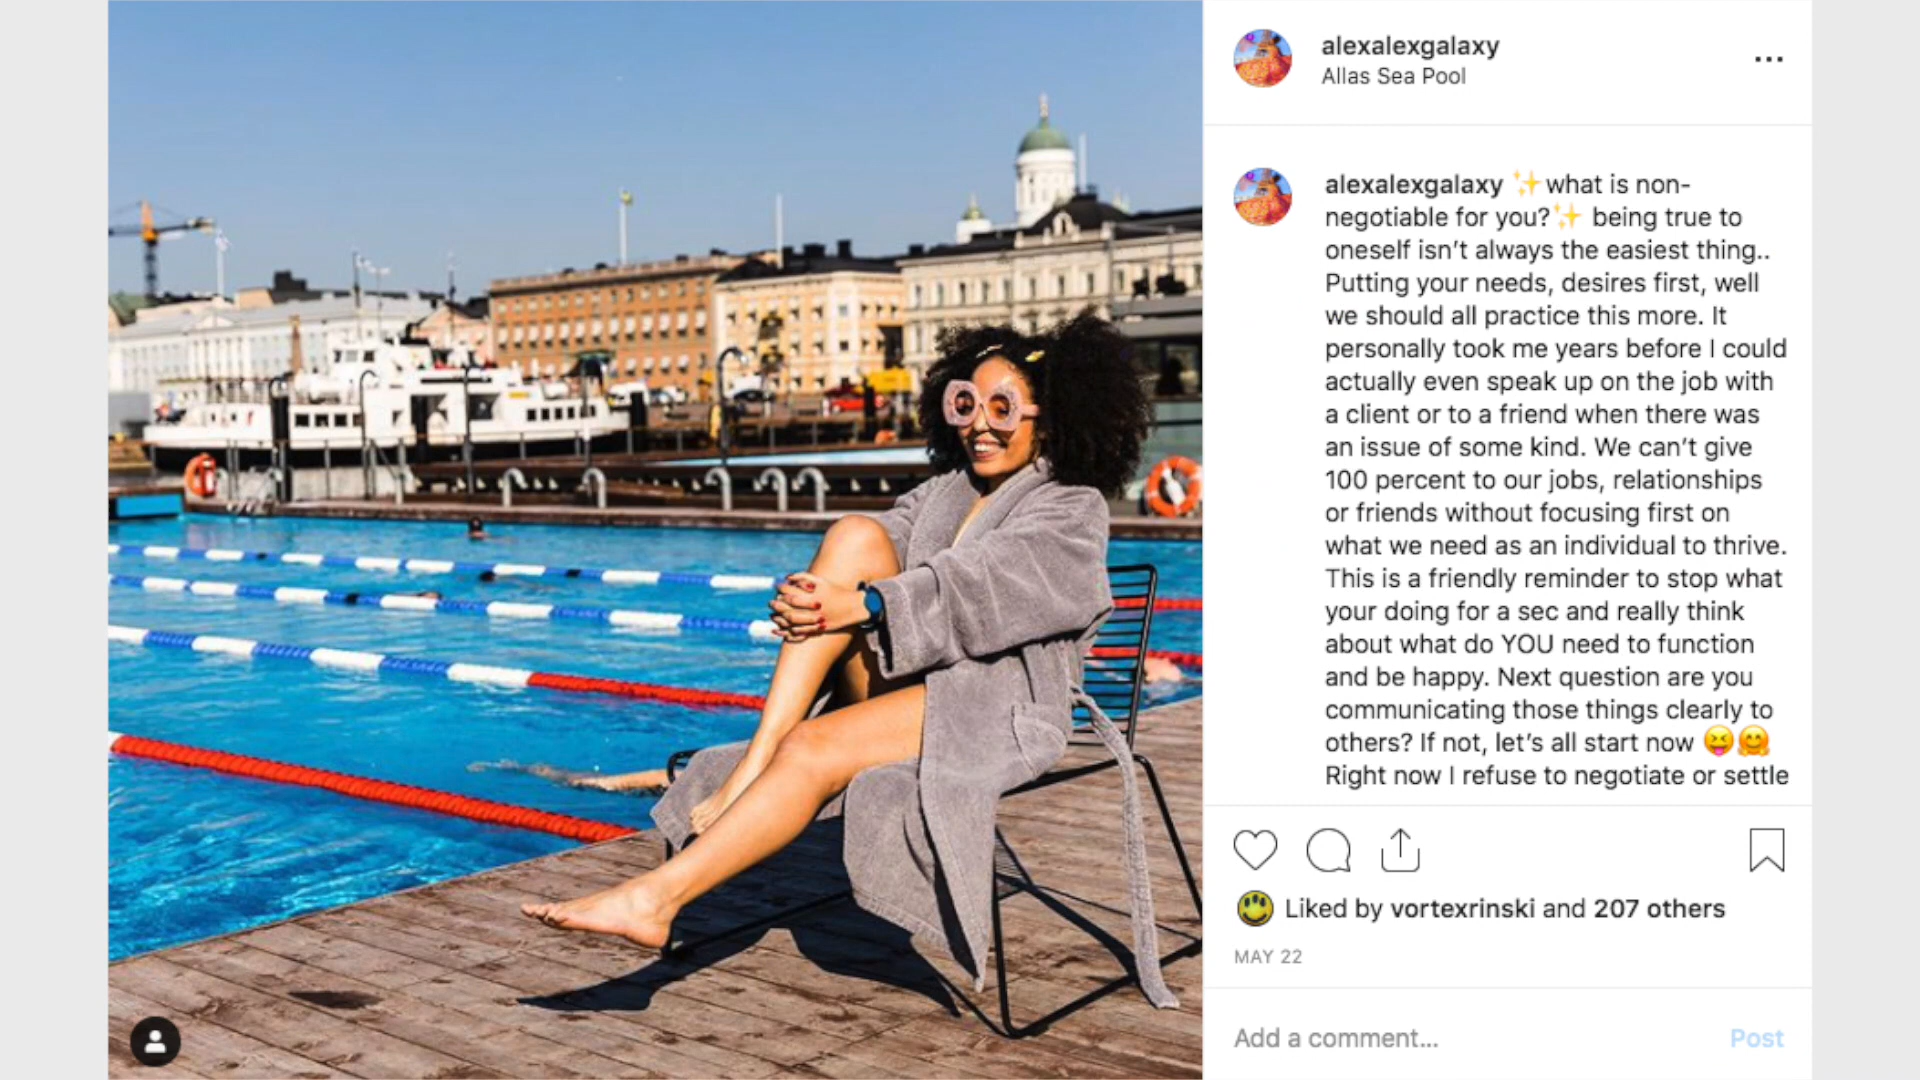 alexalexgalaxy
Allas Sea Pool
alexalexgalaxy ✨what is non-
negotiable for you?✨ being true to
oneself isn't always the easiest thing..
Putting your needs, desires first, well
we should all practice this more. It
personally took me years before I could
actually even speak up on the job with
a client or to a friend when there was
an issue of some kind. We can't give
100 percent to our jobs, relationships
or friends without focusing first on
what we need as an individual to thrive.
This is a friendly reminder to stop what
your doing for a sec and really think
about what do YOU need to function
and be happy. Next question are you
communicating those things clearly to
others? If not, let's all start now 😝🤗
Right now I refuse to negotiate or settle
Liked by vortexrinski and 207 others
MAY 22
Add a comment... Post